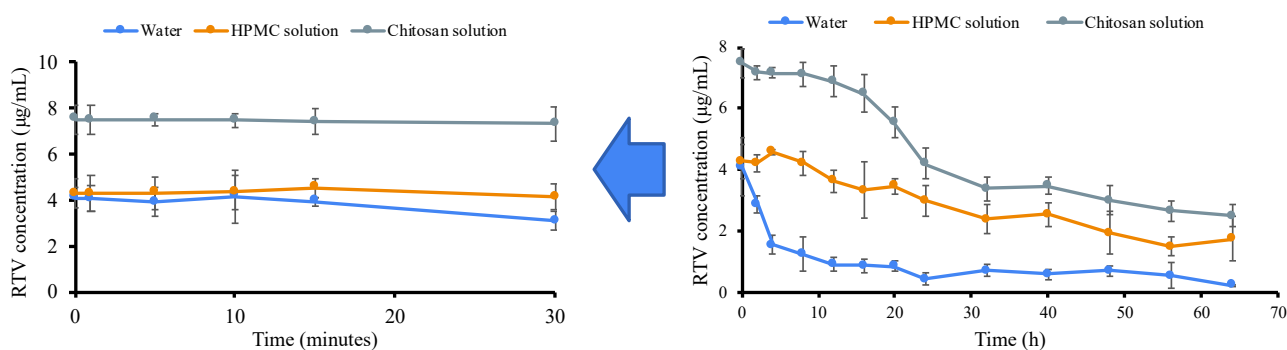 Water HPMC solution Chitosan solution
RTV concentration (μg/mL)
10
8
6
4
2
0
0 10 20 30
Time (minutes)
Water HPMC solution Chitosan solution
RTV concentration (μg/mL)
8
6
4
2
0
0 10 20 30 40 50 60 70
Time (h)